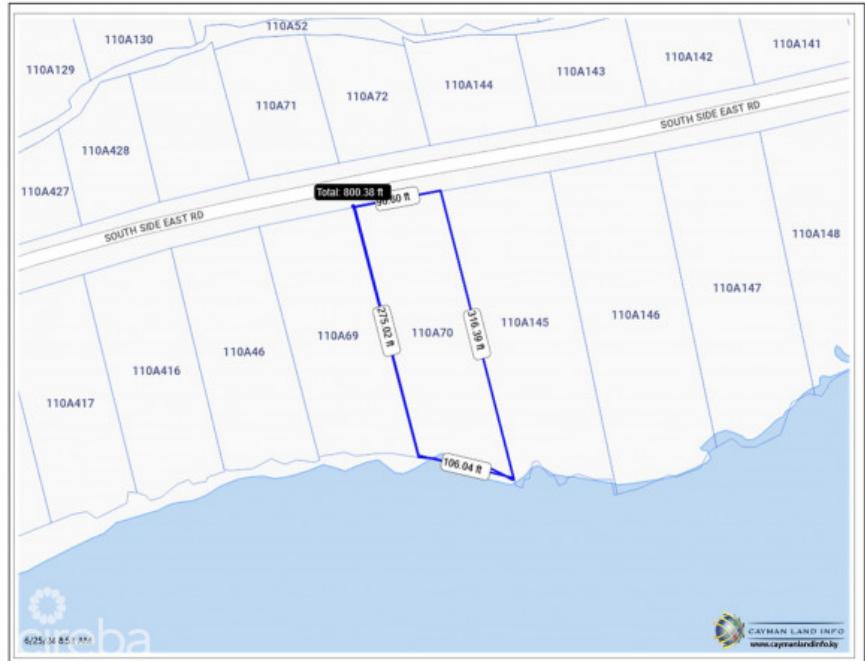 110A52
110A130
110A141
110A129
110A142
110A143
110A144
110A72
110A71
SOUTH SIDE EAST RD
110A428
110A427
Total: 800.38 ft
SOUTH SIDE EAST RD
110A148
110A147
110A146
110A145
275.02 ft
316.39 ft
110A70
110A69
110A46
110A416
110A417
106.04 ft
cireba
CAYMAN LAND INFO
www.caymanlandinfo.ky